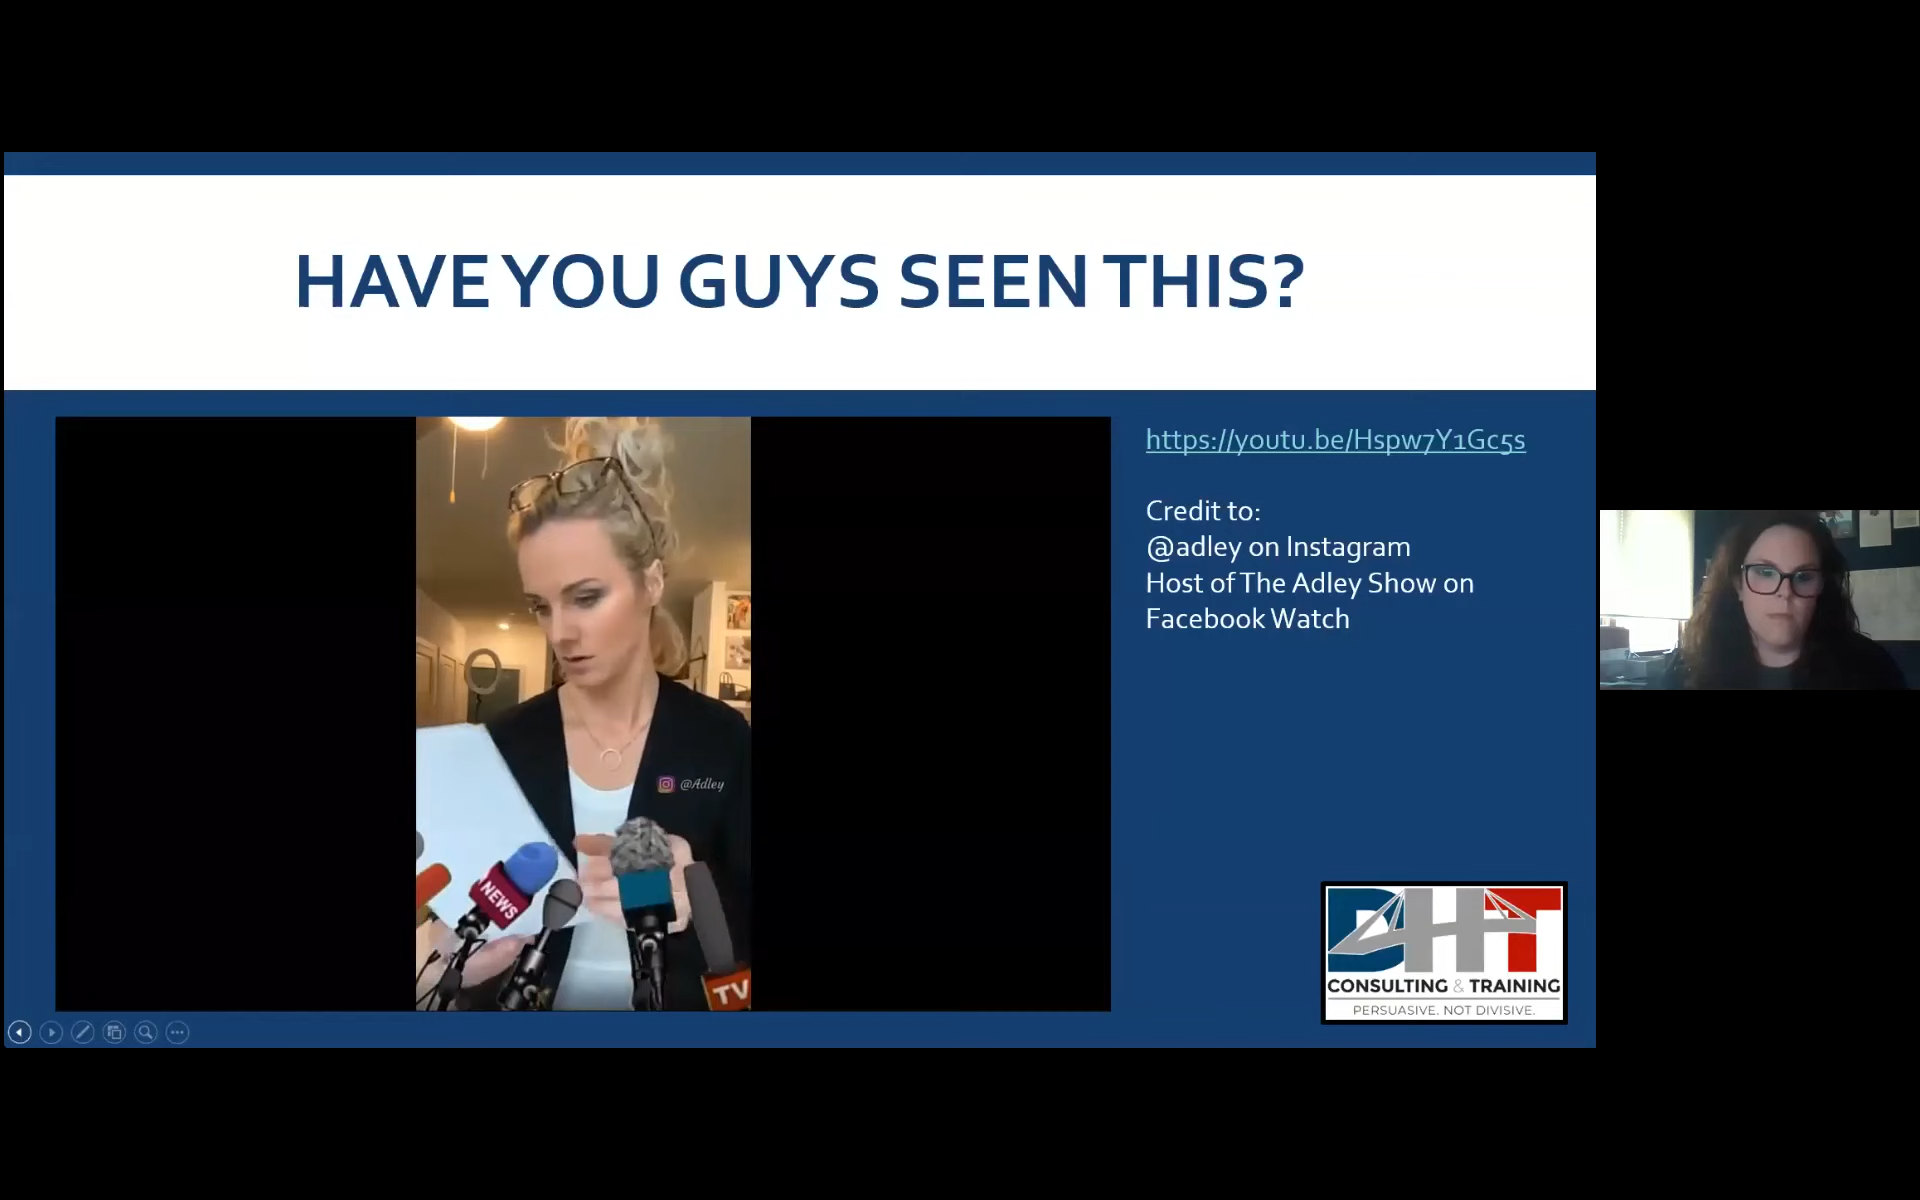 HAVE YOU GUYS SEEN THIS?
https://youtu.be/Hspw7Y1Gc5s
Credit to:
@adley on Instagram
Host of The Adley Show on
Facebook Watch
@Adley
NEWS
TV
DHT
CONSULTING & TRAINING
PERSUASIVE. NOT DIVISIVE.